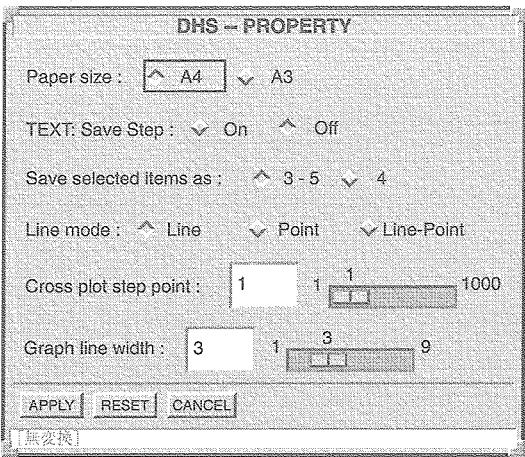 DHS – PROPERTY
Paper size : A4 A3
TEXT: Save Step : On Off
Save selected items as : 3 - 5 4
Line mode : Line Point Line-Point
Cross plot step point : 1 1 1 1000
Graph line width : 3 1 3 9
APPLY RESET CANCEL
[無変換]